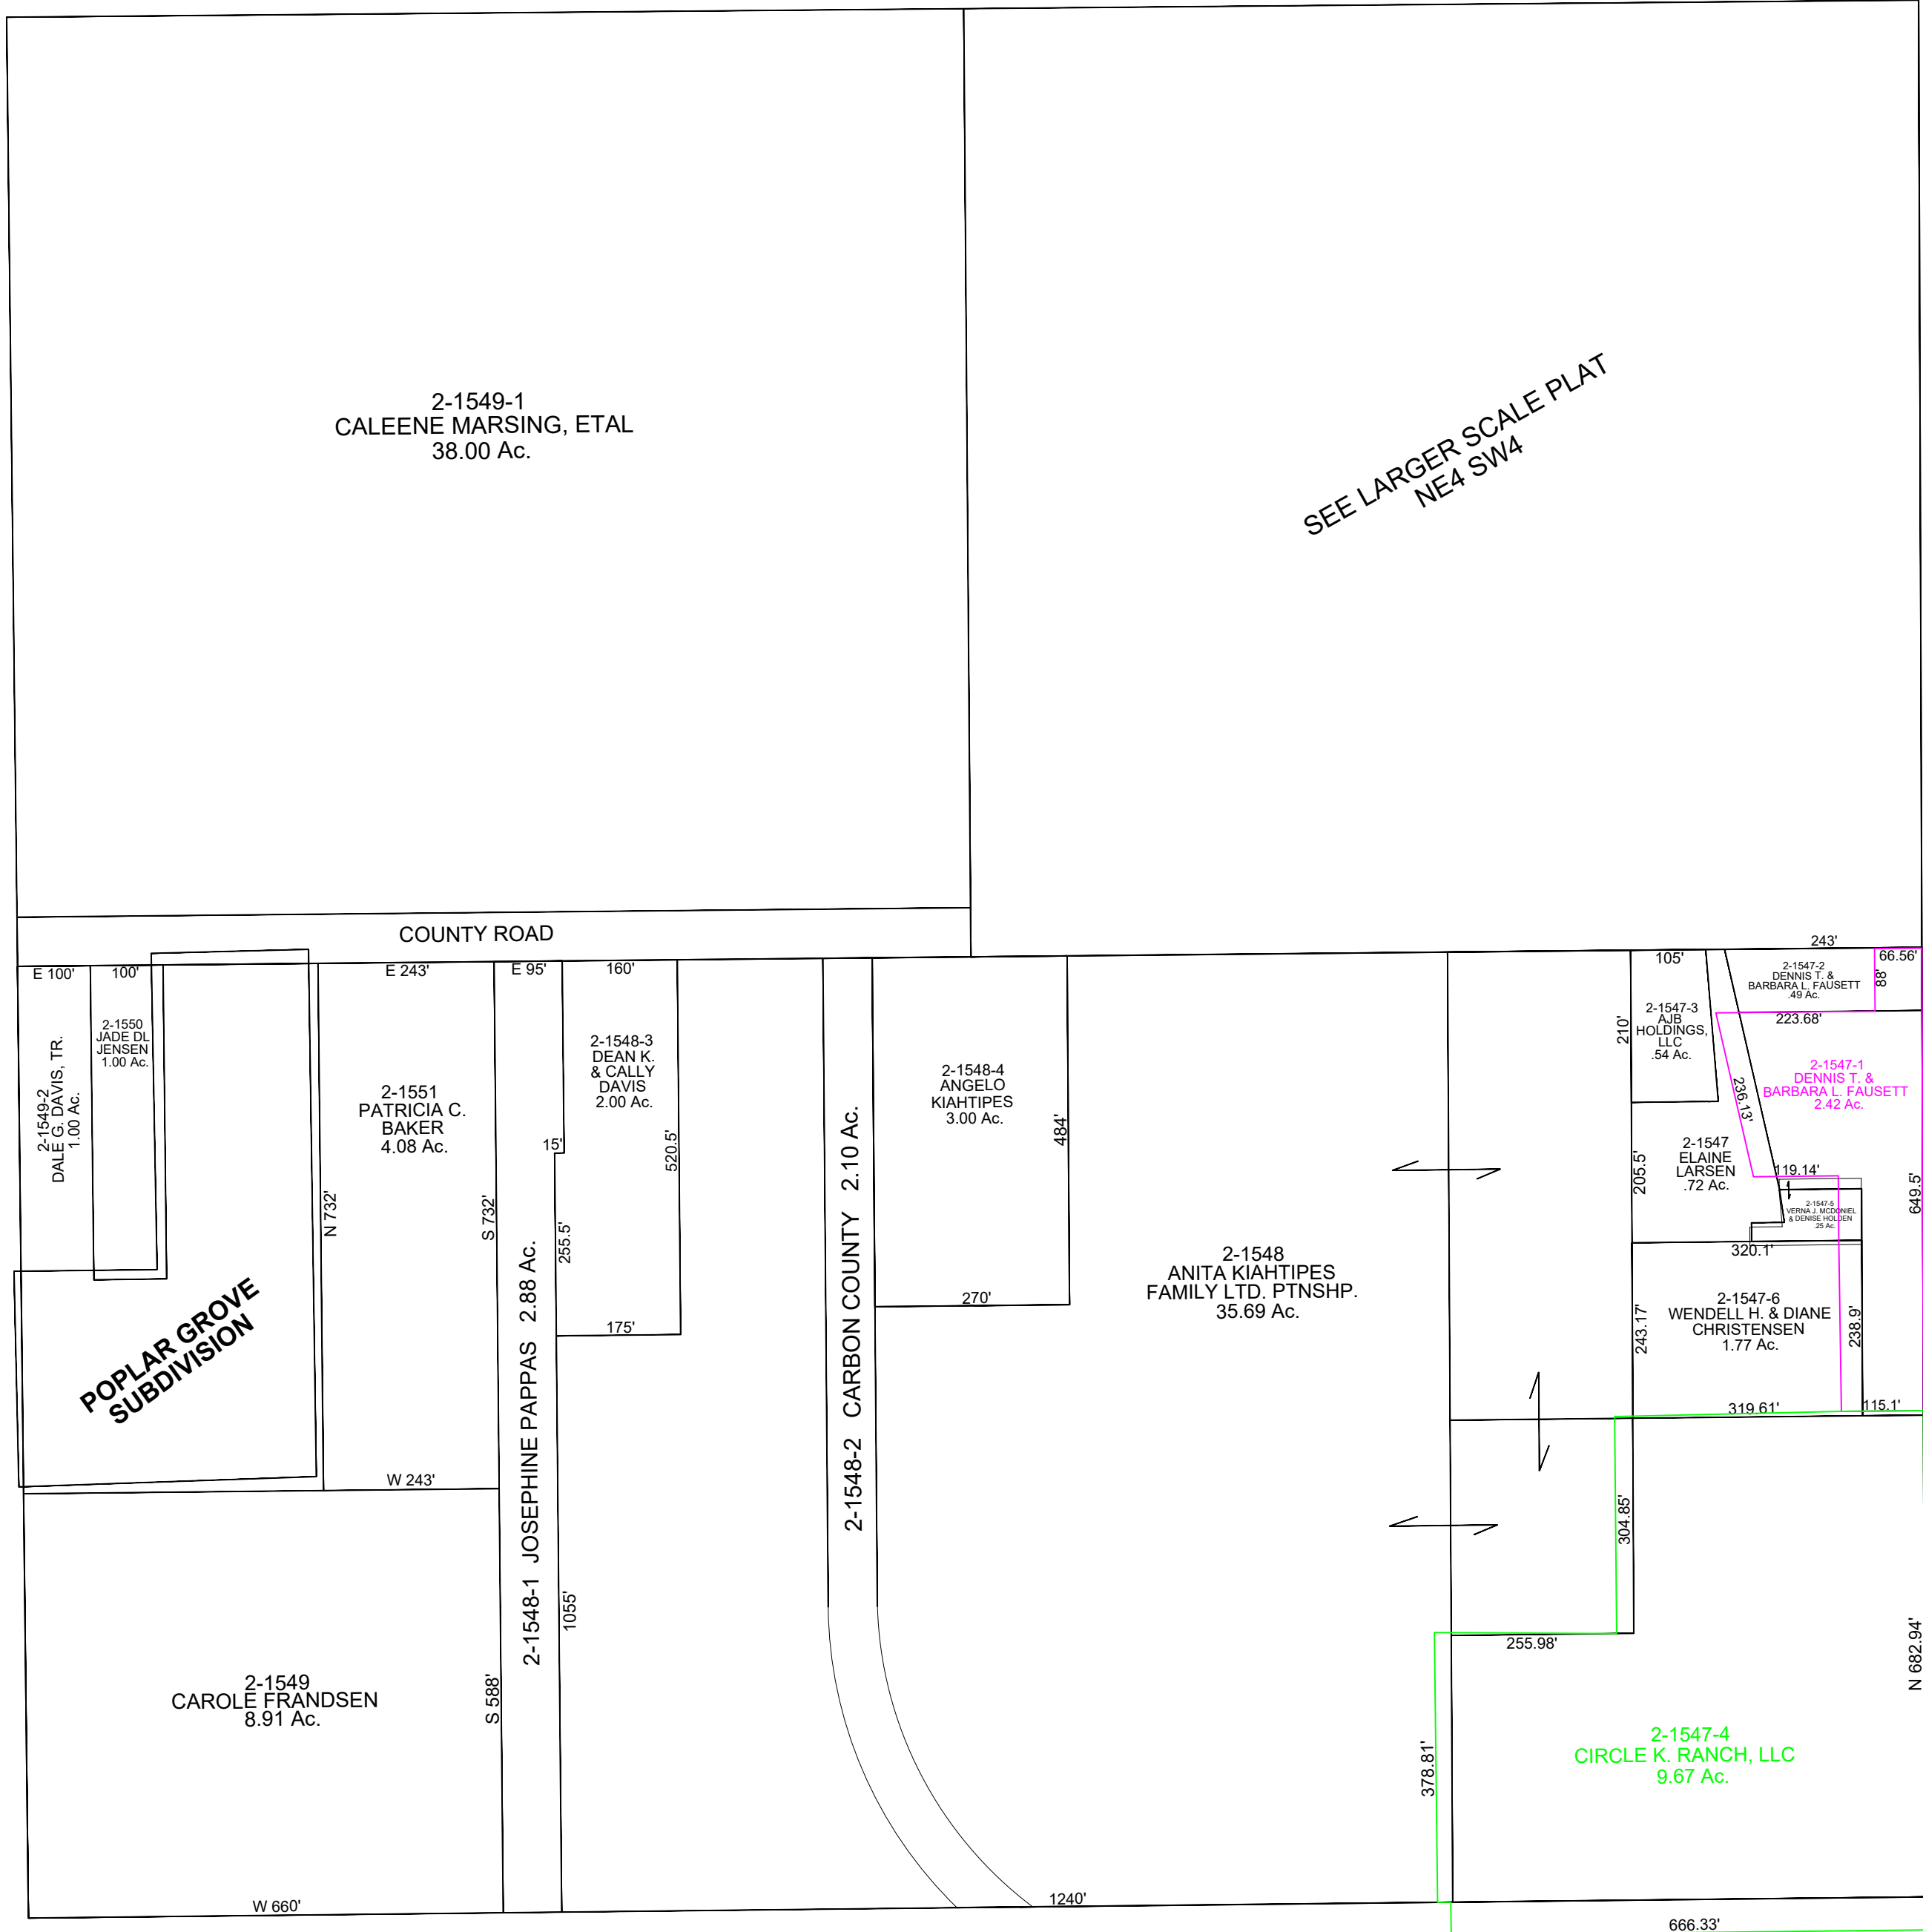 2-1549-1
CALEENE MARSING, ETAL
38.00 Ac.
SEE LARGER SCALE PLAT
NE4 SW4
COUNTY ROAD
E 100'
100'
E 243'
E 95'
160'
2-1549-2
DALE G. DAVIS, TR.
1.00 Ac.
2-1550
JADE DL
JENSEN
1.00 Ac.
POPLAR GROVE
SUBDIVISION
N 732'
2-1551
PATRICIA C.
BAKER
4.08 Ac.
S 732'
W 243'
2-1548-1 JOSEPHINE PAPPAS 2.88 Ac.
15'
255.5'
1055'
2-1548-3
DEAN K.
& CALLY
DAVIS
2.00 Ac.
520.5'
175'
2-1548-2 CARBON COUNTY 2.10 Ac.
2-1548-4
ANGELO
KIAHTIPES
3.00 Ac.
484'
270'
2-1548
ANITA KIAHTIPES
FAMILY LTD. PTNSHP.
35.69 Ac.
105'
210'
2-1547-3
AJB
HOLDINGS,
LLC
.54 Ac.
243'
66.56'
88'
2-1547-2
DENNIS T. &
BARBARA L. FAUSETT
.49 Ac.
223.68'
236.13'
2-1547-1
DENNIS T. &
BARBARA L. FAUSETT
2.42 Ac.
649.5'
205.5'
2-1547
ELAINE
LARSEN
.72 Ac.
119.14'
2-1547-5
VERNA J. MCDONIEL
& DENISE HOLDEN
.25 Ac.
320.1'
243.17'
2-1547-6
WENDELL H. & DIANE
CHRISTENSEN
1.77 Ac.
238.9'
319.61'
115.1'
304.85'
255.98'
378.81'
N 682.94'
2-1547-4
CIRCLE K. RANCH, LLC
9.67 Ac.
2-1549
CAROLE FRANDSEN
8.91 Ac.
S 588'
W 660'
1240'
666.33'